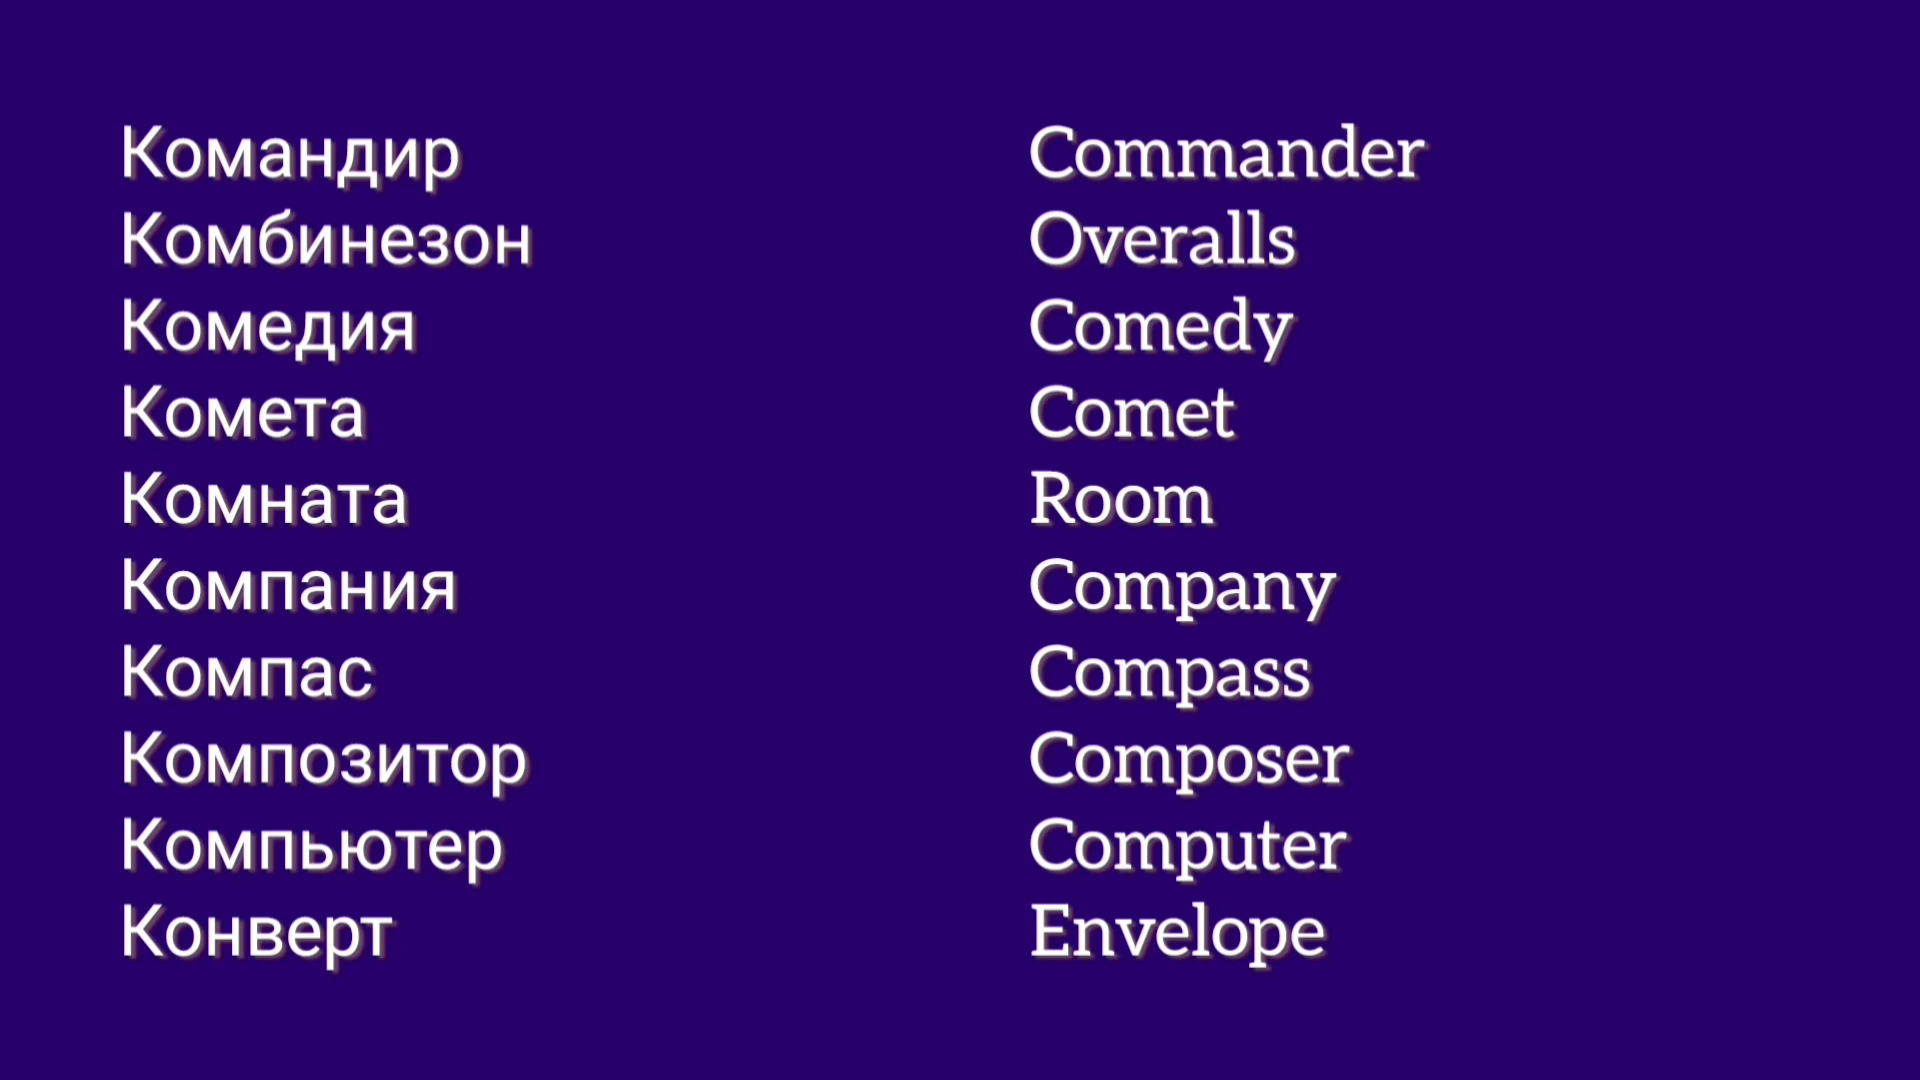 Командир Commander
Комбинезон Overalls
Комедия Comedy
Комета Comet
Комната Room
Компания Company
Компас Compass
Композитор Composer
Компьютер Computer
Конверт Envelope